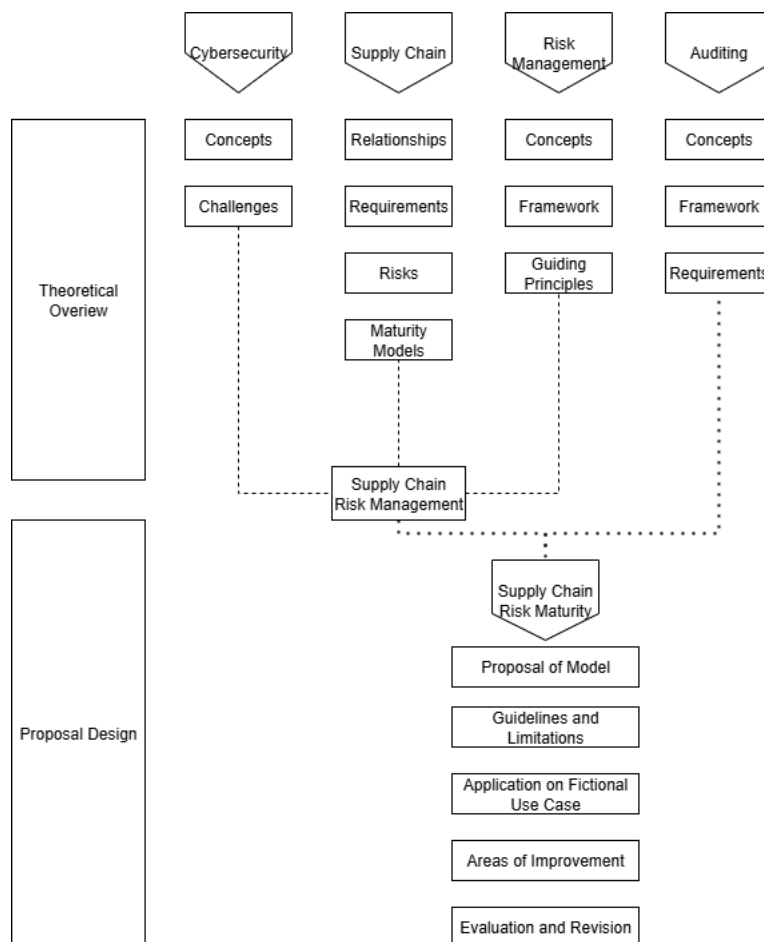 Cybersecurity
Supply Chain
Risk
Management
Auditing
Concepts
Relationships
Concepts
Concepts
Challenges
Requirements
Framework
Framework
Theoretical
Overiew
Risks
Guiding
Principles
Requirements
Maturity
Models
Supply Chain
Risk Management
Supply Chain
Risk Maturity
Proposal Design
Proposal of Model
Guidelines and
Limitations
Application on Fictional
Use Case
Areas of Improvement
Evaluation and Revision